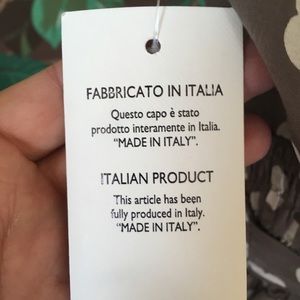 FABBRICATO IN ITALIA
Questo capo è stato
prodotto interamente in Italia.
“MADE IN ITALY”.
ITALIAN PRODUCT
This article has been
fully produced in Italy.
“MADE IN ITALY”.